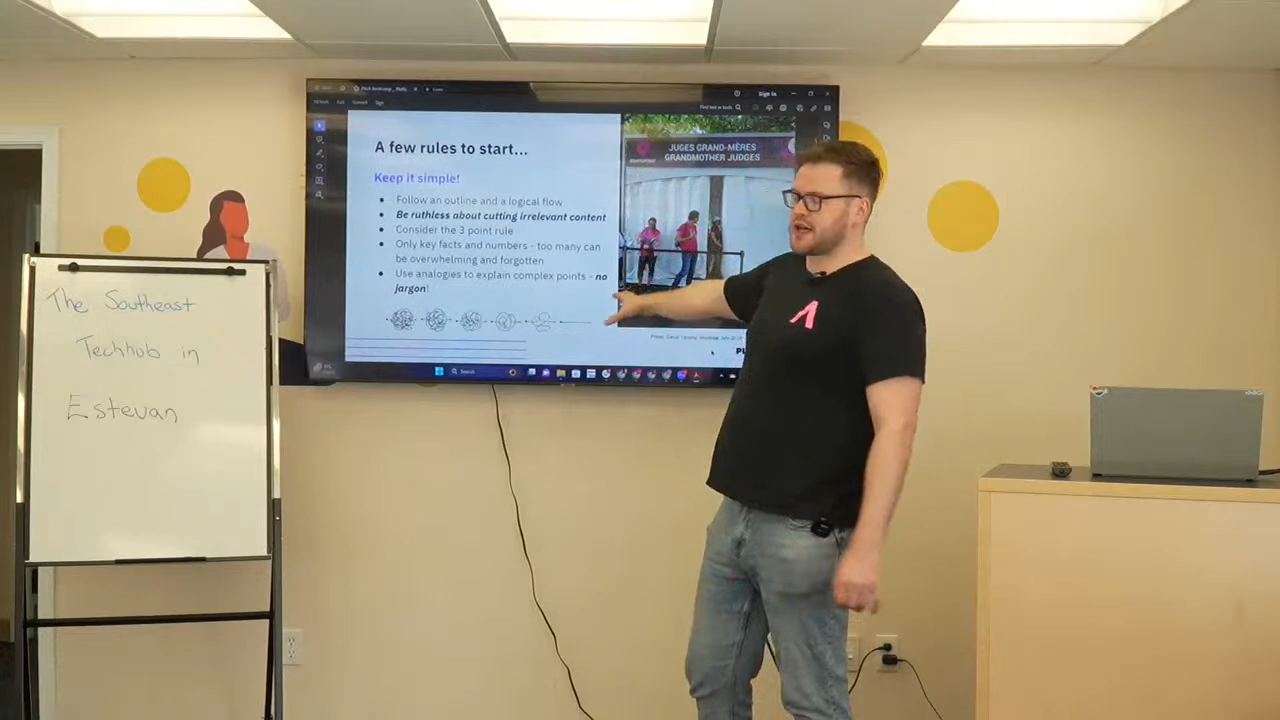 The Southeast
Techhub in
Estevan
Sign in
A few rules to start...
Keep it simple!
Follow an outline and a logical flow
Be ruthless about cutting irrelevant content
Consider the 3 point rule
Only key facts and numbers - too many can
be overwhelming and forgotten
Use analogies to explain complex points - no
jargon!
JUGES GRAND-MÈRES
GRANDMOTHER JUDGES
Search